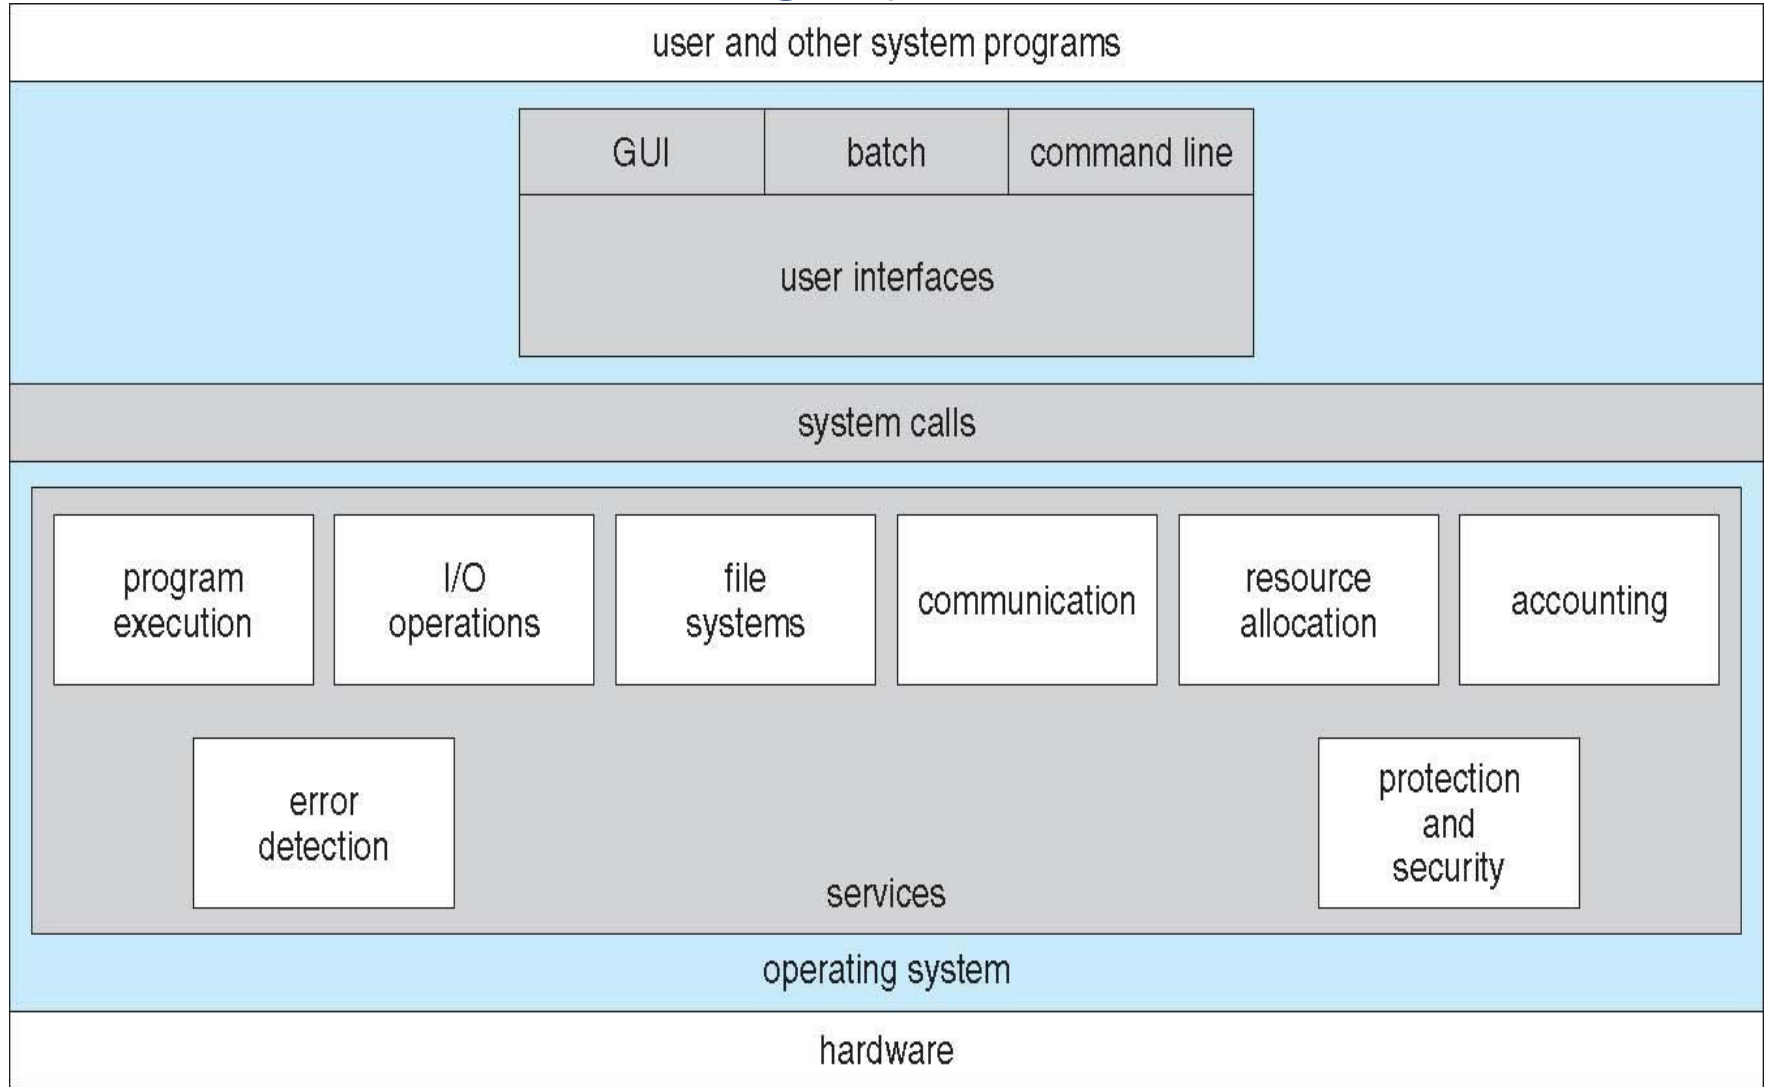 user and other system programs
GUI
batch
command line
user interfaces
system calls
program
execution
I/O
operations
file
systems
communication
resource
allocation
accounting
error
detection
protection
and
security
services
operating system
hardware